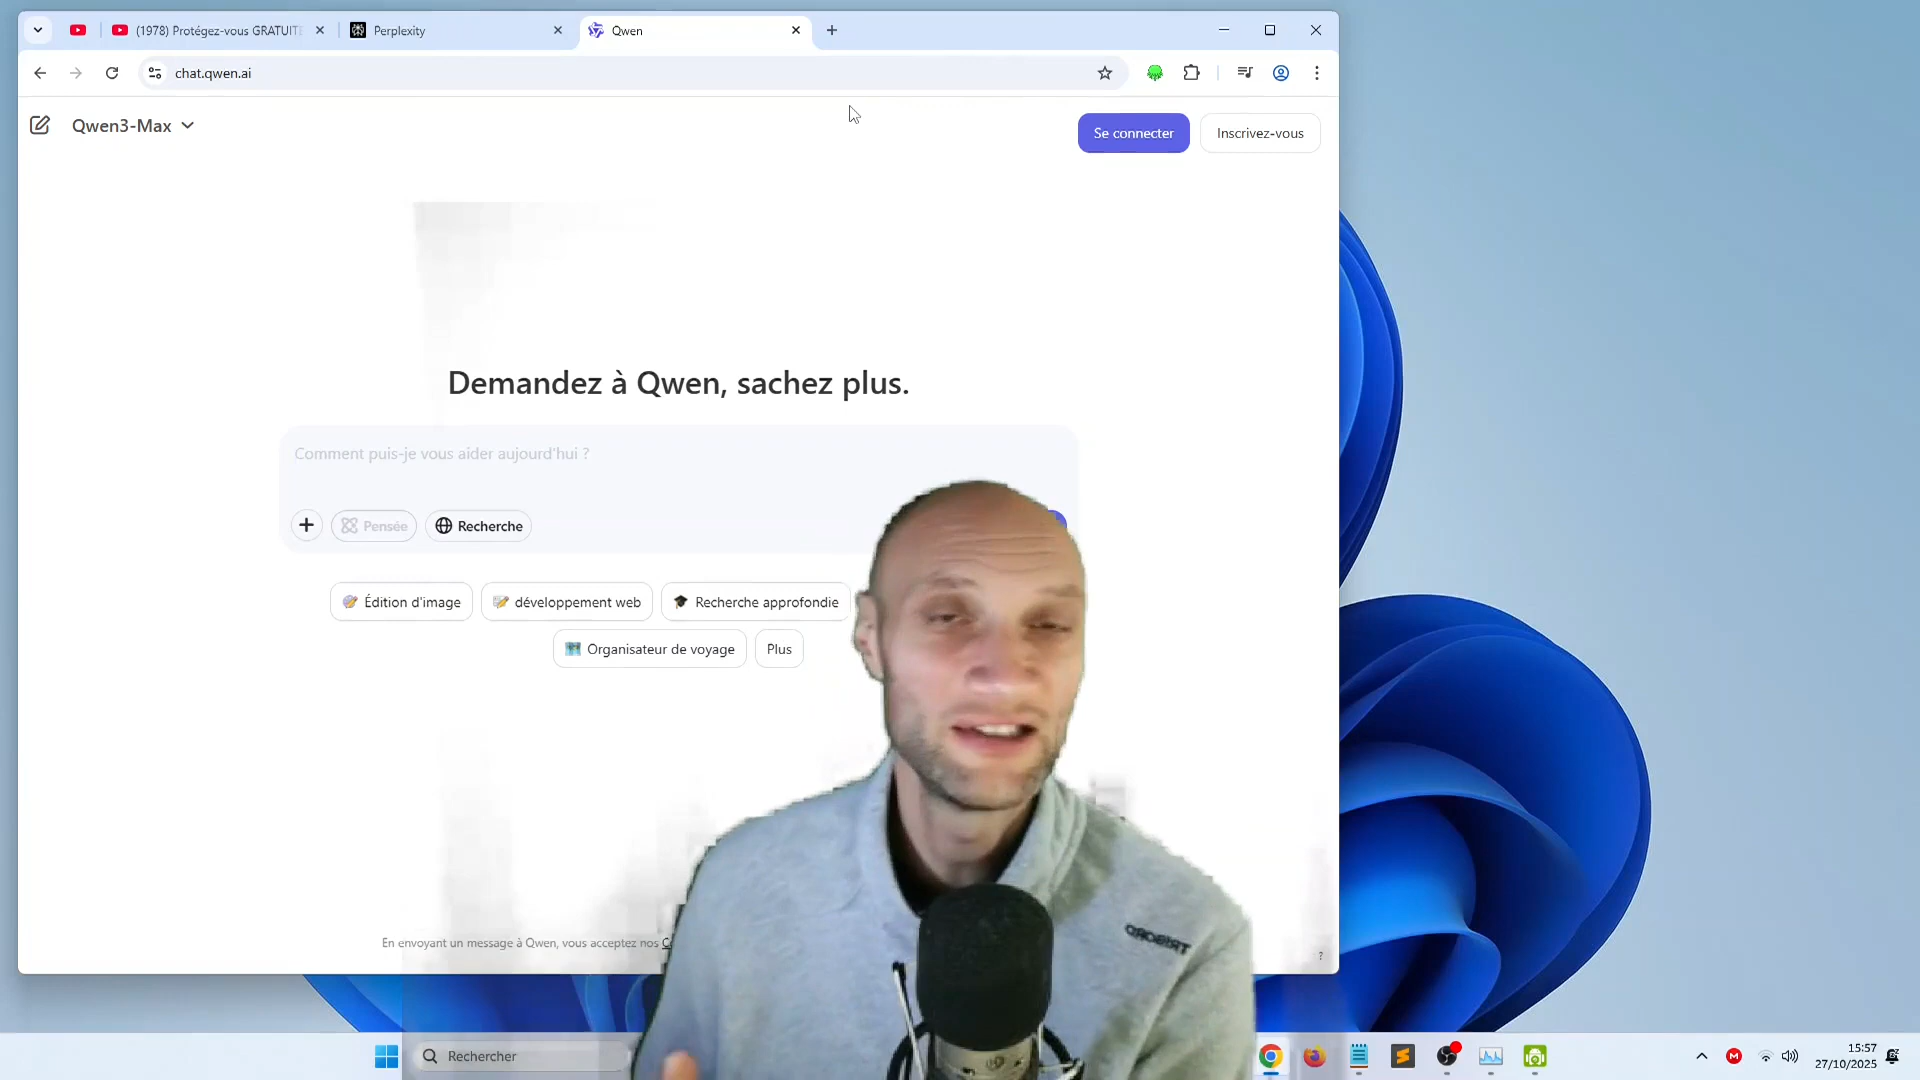 (1978) Protégez-vous GRATUITE
Perplexity
Qwen
chat.qwen.ai
Qwen3-Max
Se connecter
Inscrivez-vous
Demandez à Qwen, sachez plus.
Comment puis-je vous aider aujourd'hui ?
Pensée
Recherche
Édition d'image
développement web
Recherche approfondie
Organisateur de voyage
Plus
En envoyant un message à Qwen, vous acceptez nos
?
Rechercher
15:57
27/10/2025